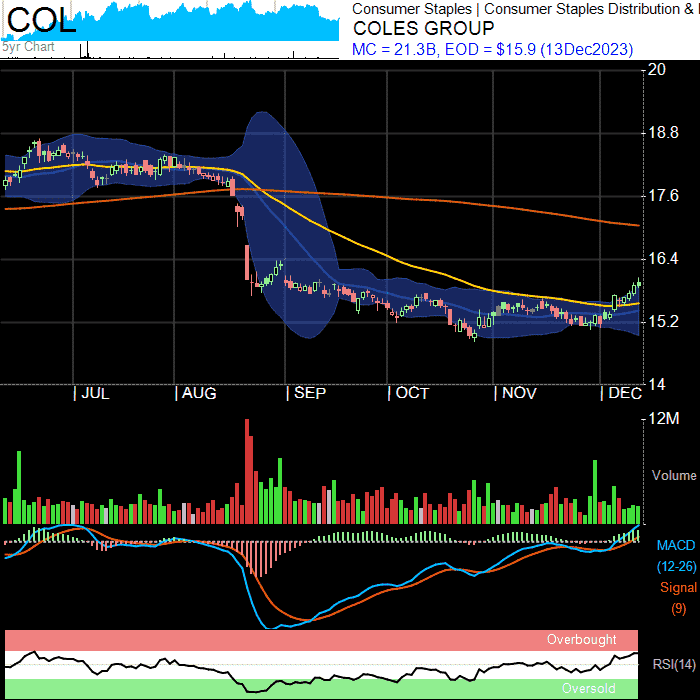 COL
5yr Chart
Consumer Staples | Consumer Staples Distribution &
COLES GROUP
MC = 21.3B, EOD = $15.9 (13Dec2023)
20
18.8
17.6
16.4
15.2
14
JUL
AUG
SEP
OCT
NOV
DEC
12M
Volume
MACD
(12-26)
Signal
(9)
Overbought
RSI(14)
Oversold